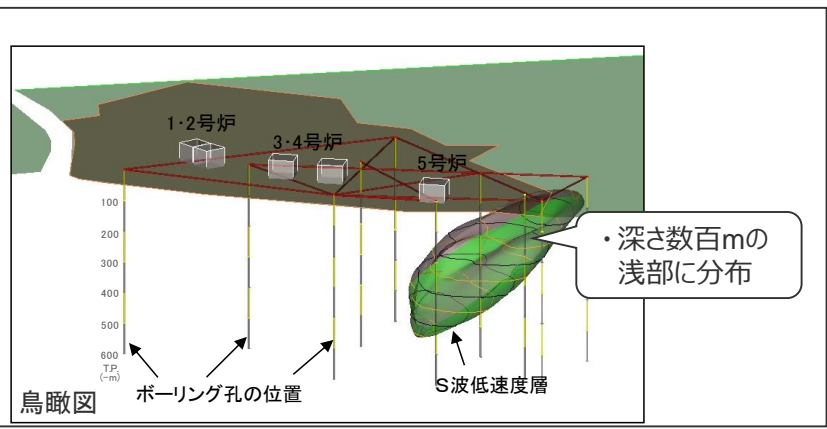 1・2号炉
3・4号炉
5号炉
100
200
300
400
500
600
T.P.
(-m)
・深さ数百mの
浅部に分布
ボーリング孔の位置
S波低速度層
鳥瞰図